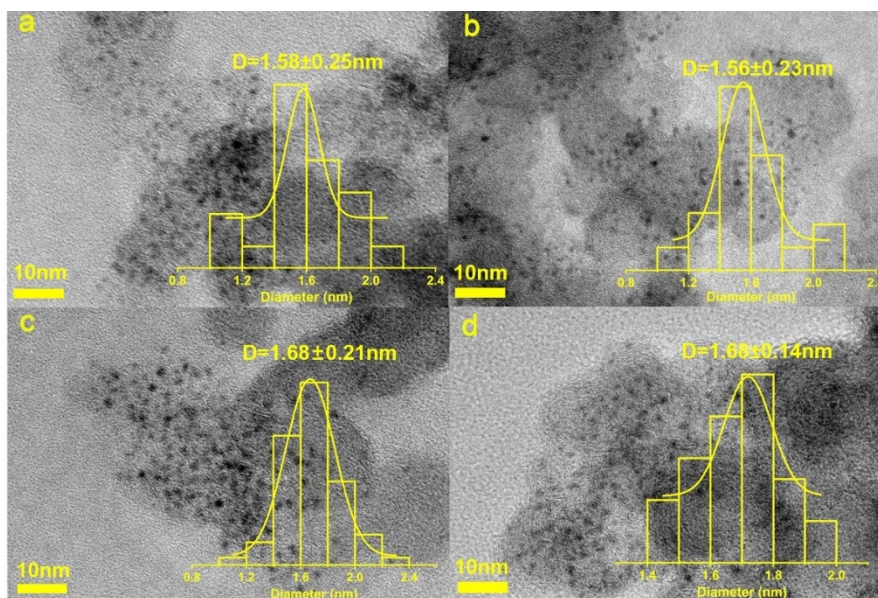 a
D=1.58±0.25nm
10nm
0.8 1.2 1.6 2.0 2.4
Diameter (nm)
b
D=1.56±0.23nm
10nm
0.8 1.2 1.6 2.0 2.
Diameter (nm)
c
D=1.68±0.21nm
10nm
0.8 1.2 1.6 2.0 2.4
Diameter (nm)
d
D=1.68±0.14nm
10nm
1.4 1.6 1.8 2.0
Diameter (nm)